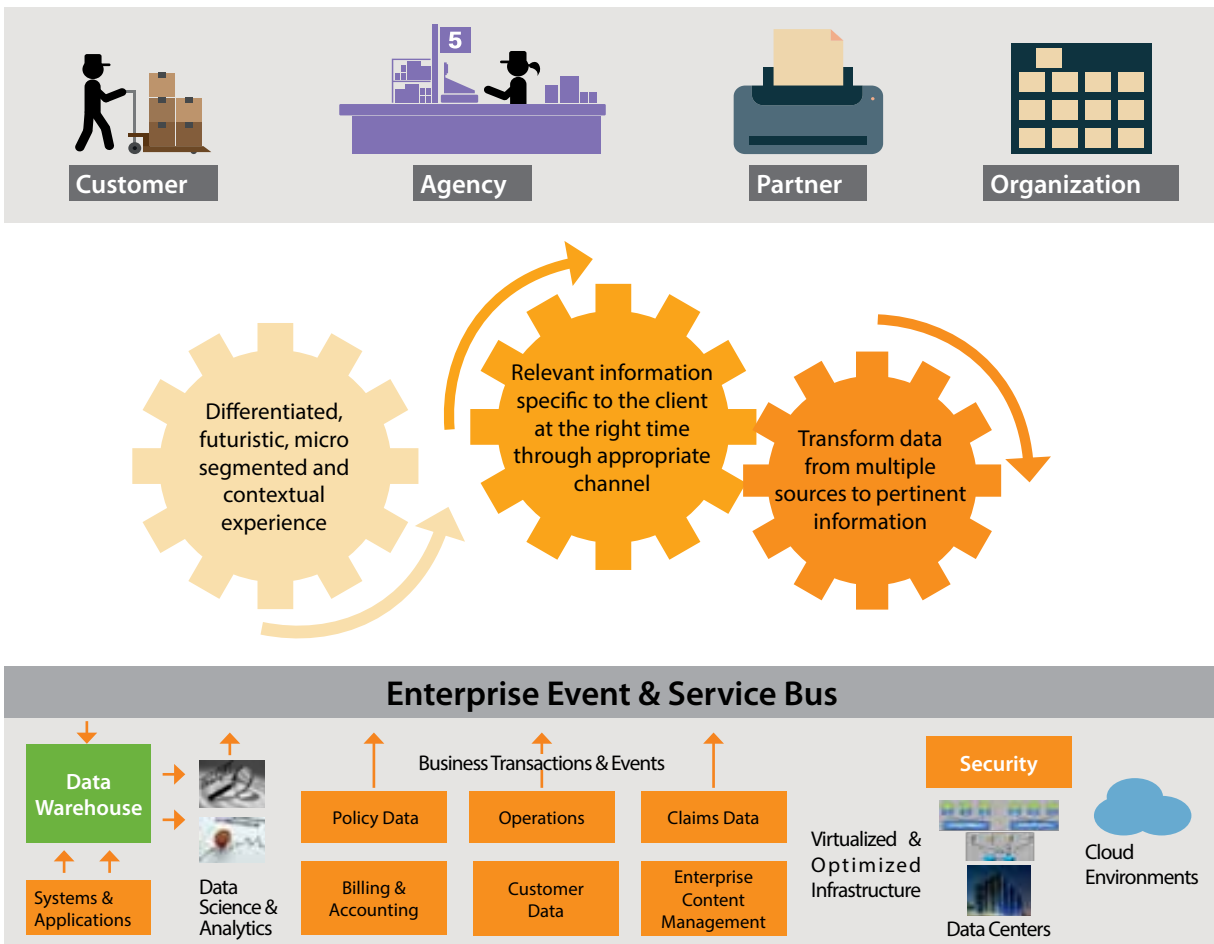 5
Customer
Agency
Partner
Organization
Differentiated,
futuristic, micro
segmented and
contextual
experience
Relevant information
specific to the client
at the right time
through appropriate
channel
Transform data
from multiple
sources to pertinent
information
Enterprise Event & Service Bus
Data
Warehouse
Systems &
Applications
Data
Science &
Analytics
Business Transactions & Events
Policy Data
Operations
Claims Data
Billing &
Accounting
Customer
Data
Enterprise
Content
Management
Virtualized &
Optimized
Infrastructure
Security
Data Centers
Cloud
Environments